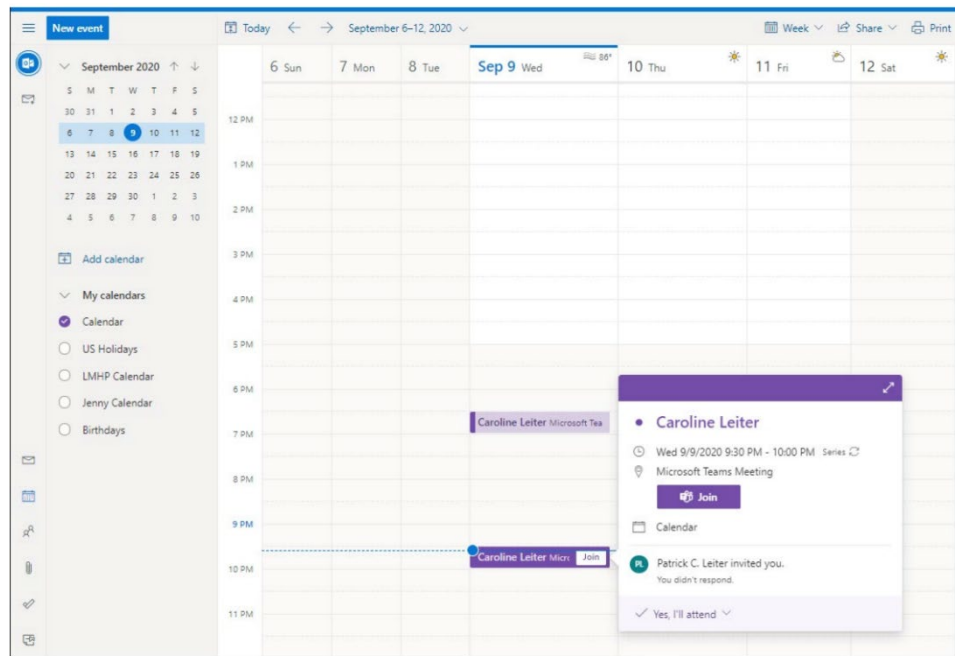 New event
Today
September 6–12, 2020
Week
Share
Print
September 2020
S M T W T F S
30 31 1 2 3 4 5
6 7 8 9 10 11 12
13 14 15 16 17 18 19
20 21 22 23 24 25 26
27 28 29 30 1 2 3
4 5 6 7 8 9 10
Add calendar
My calendars
Calendar
US Holidays
LMHP Calendar
Jenny Calendar
Birthdays
6 Sun
7 Mon
8 Tue
Sep 9 Wed
86°
10 Thu
11 Fri
12 Sat
12 PM
1 PM
2 PM
3 PM
4 PM
5 PM
6 PM
7 PM
8 PM
9 PM
10 PM
11 PM
Caroline Leiter Microsoft Tea
Caroline Leiter Micr
Join
Caroline Leiter
Wed 9/9/2020 9:30 PM - 10:00 PM Series
Microsoft Teams Meeting
Join
Calendar
PL
Patrick C. Leiter invited you.
You didn't respond.
Yes, I'll attend